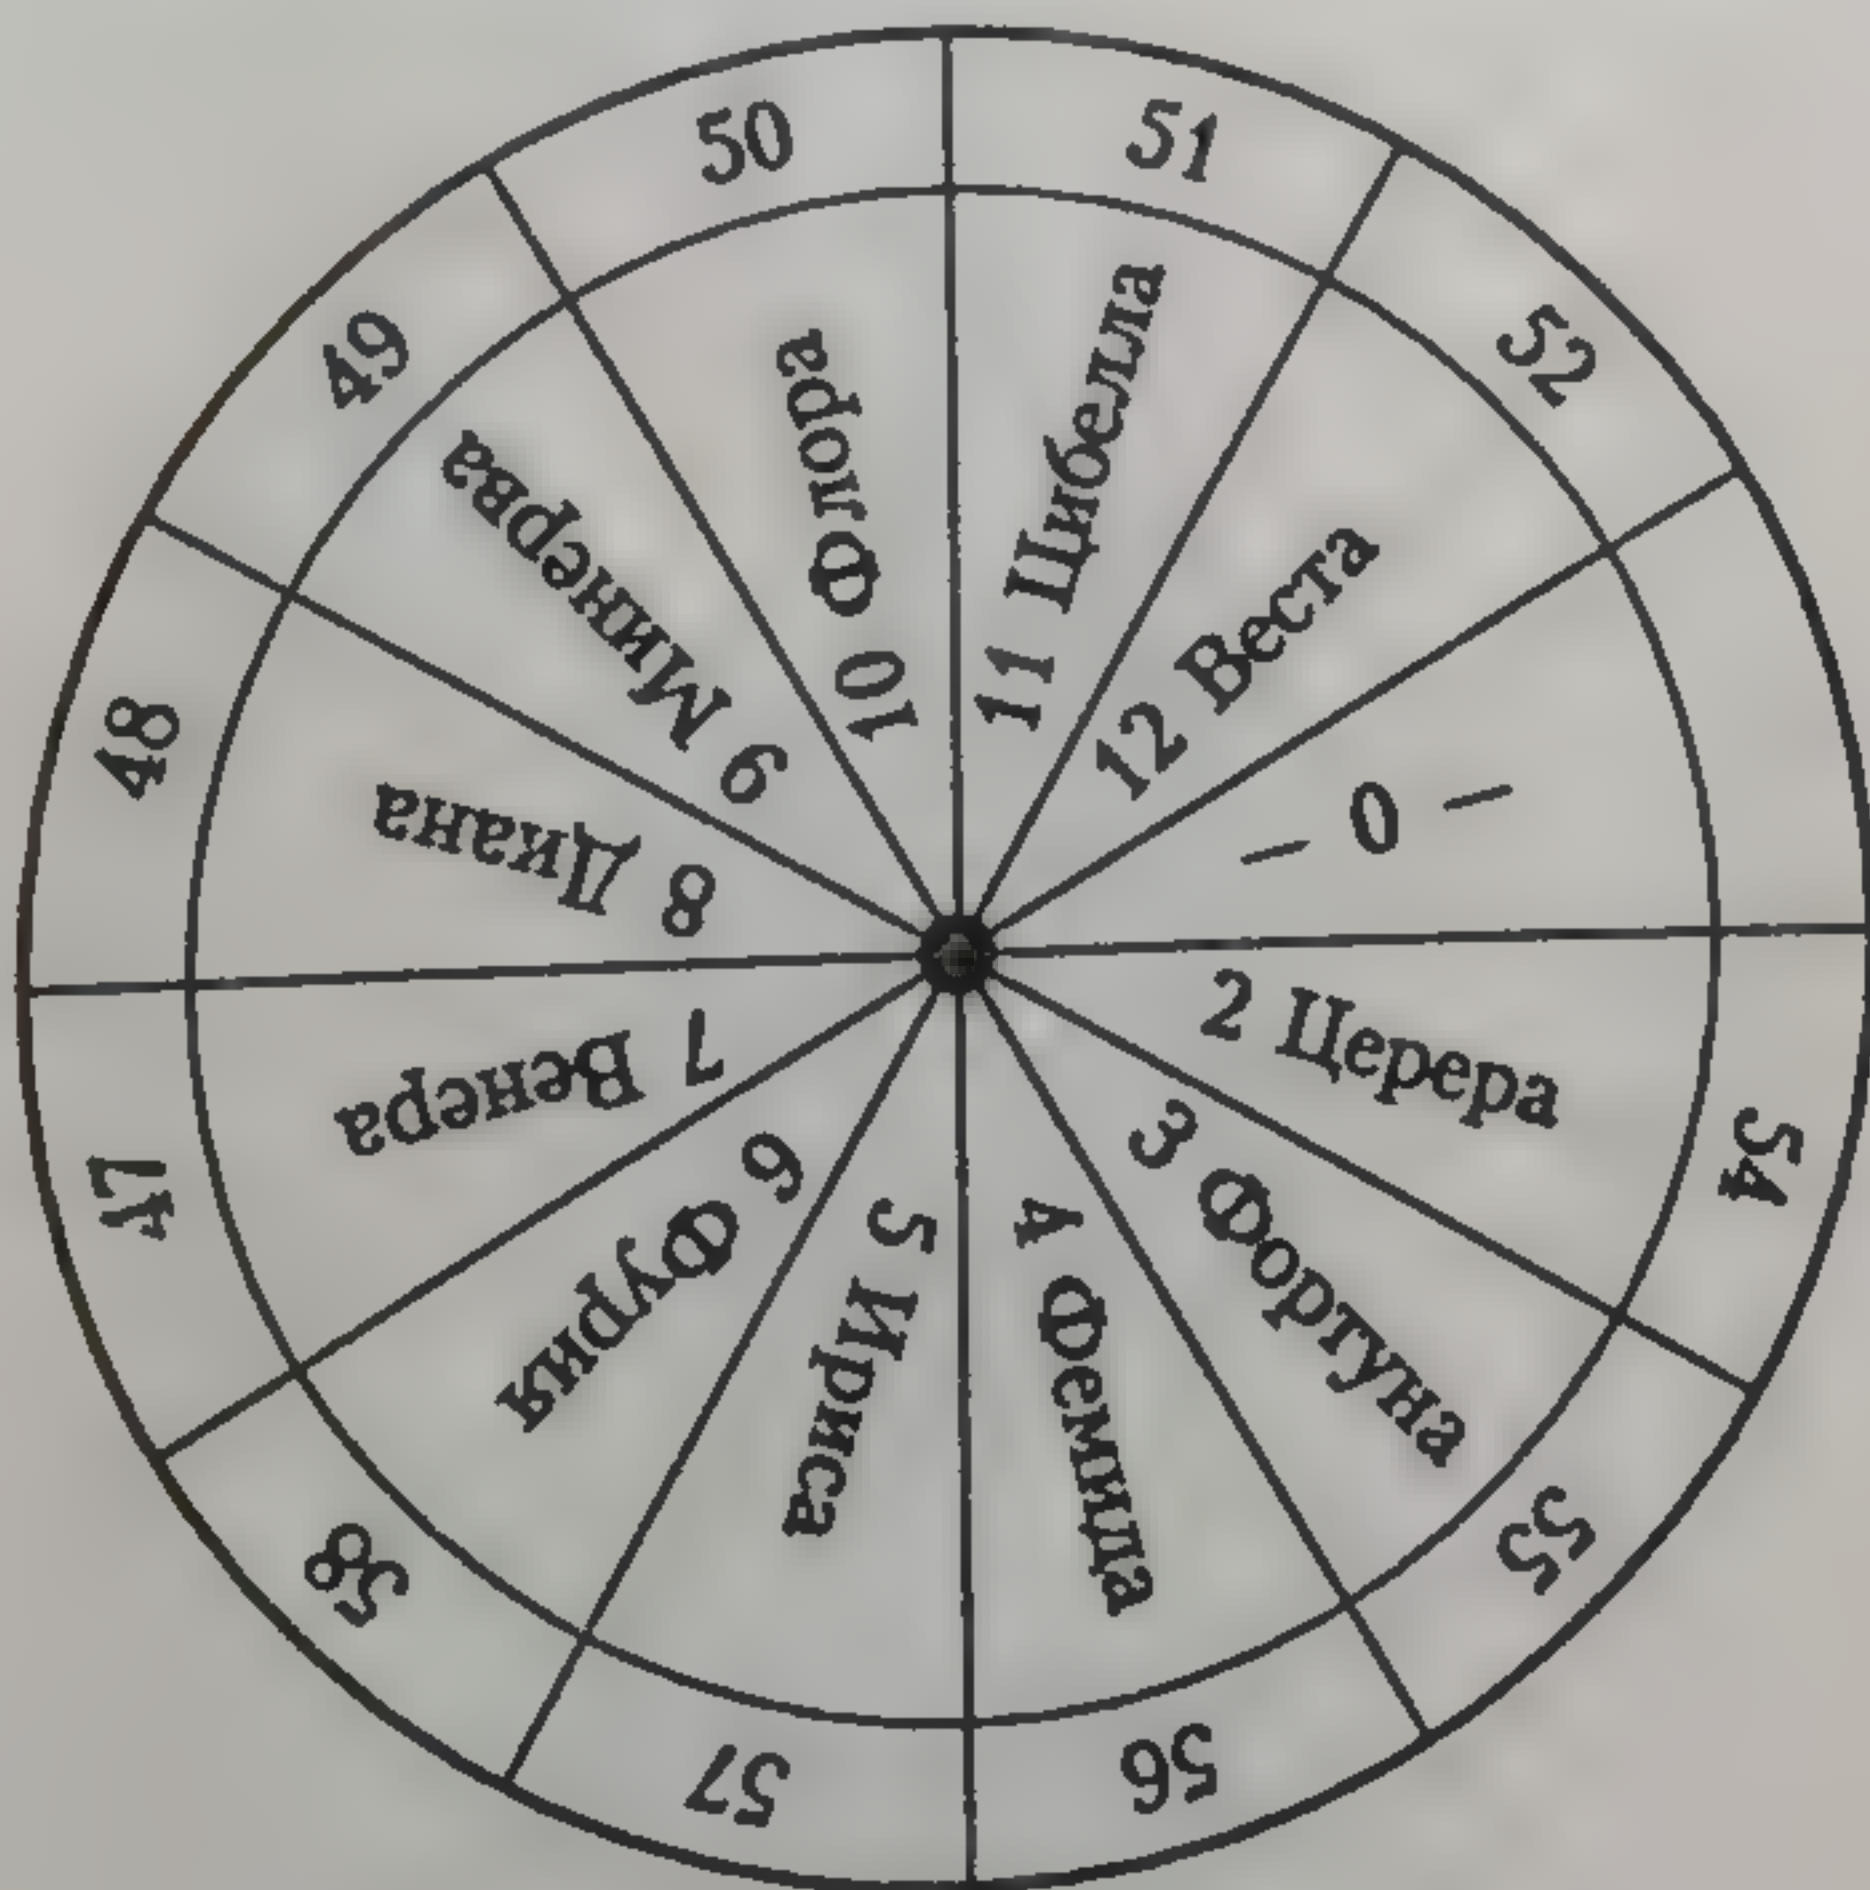 50
51
52
54
55
56
57
58
47
48
49
— 0 —
2 Церера
3 Фортуна
4 Фемида
5 Ириса
6 Фурия
7 Венера
8 Диана
9 Минерва
10 Флора
11 Цибелла
12 Веста